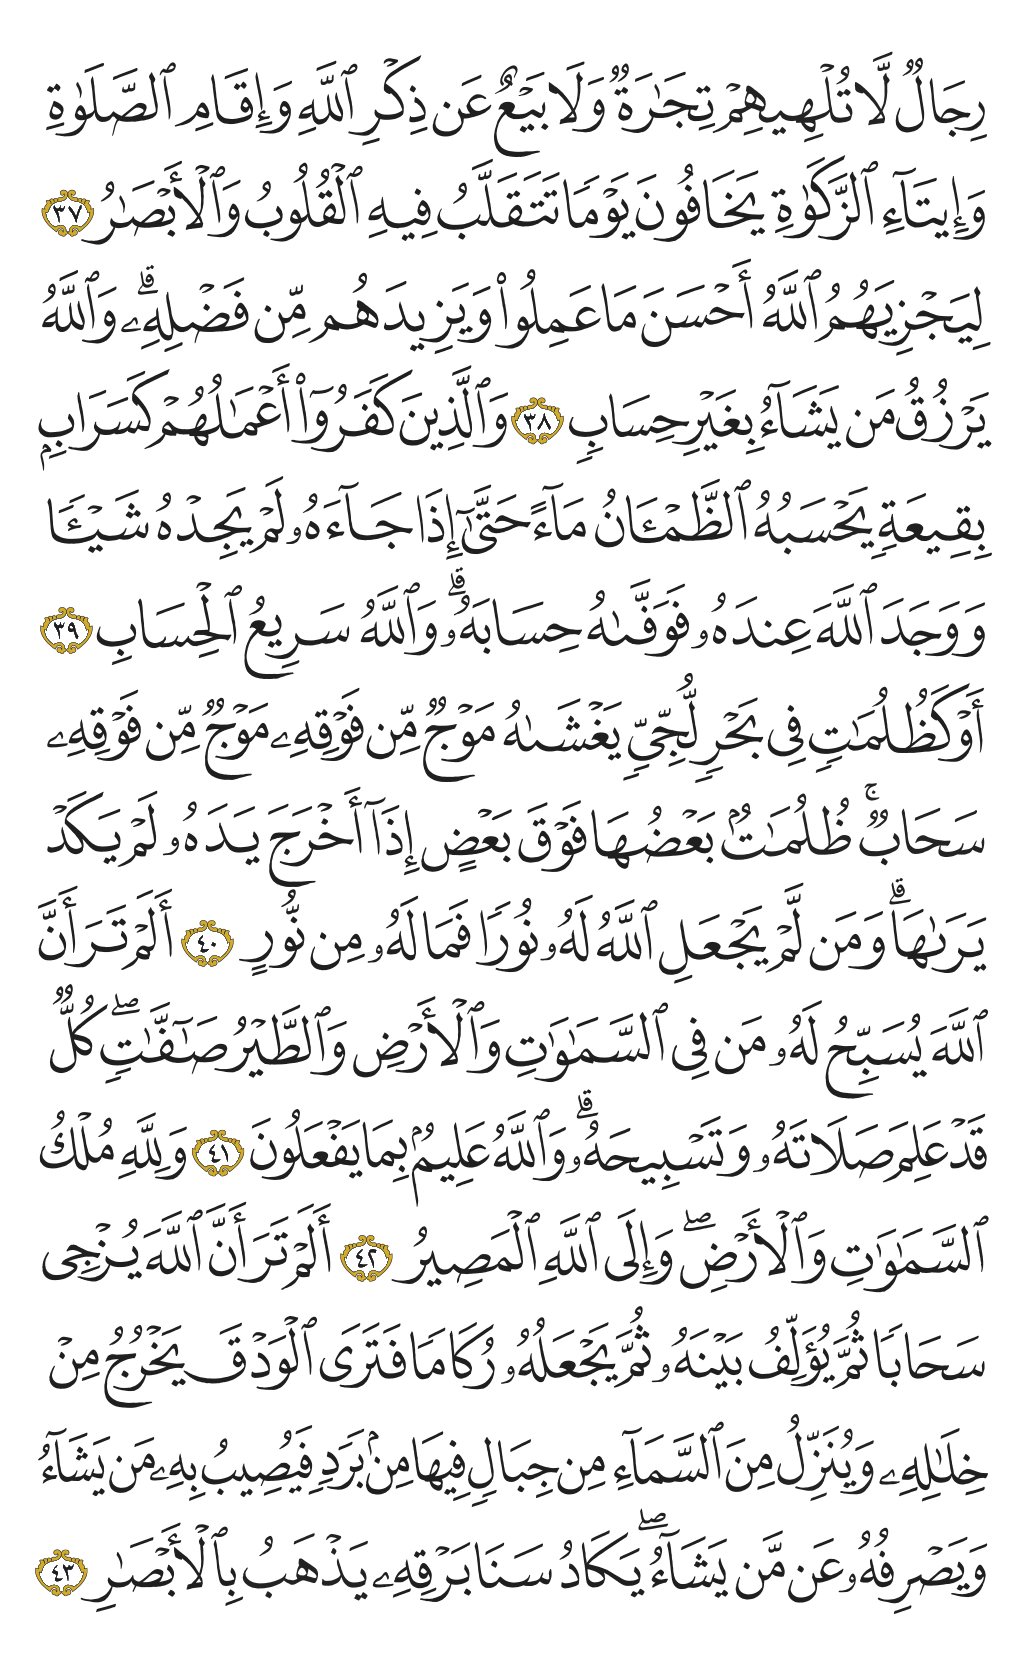 رِجَالٌ لَّا تُلْهِيهِمْ تِجَٰرَةٌ وَلَا بَيْعٌ عَن ذِكْرِ ٱللَّهِ وَإِقَامِ ٱلصَّلَوٰةِ
وَإِيتَآءِ ٱلزَّكَوٰةِ يَخَافُونَ يَوْمًا تَتَقَلَّبُ فِيهِ ٱلْقُلُوبُ وَٱلْأَبْصَٰرُ ٣٧
لِيَجْزِيَهُمُ ٱللَّهُ أَحْسَنَ مَا عَمِلُوا۟ وَيَزِيدَهُم مِّن فَضْلِهِۦ ۗ وَٱللَّهُ
يَرْزُقُ مَن يَشَآءُ بِغَيْرِ حِسَابٍ ٣٨ وَٱلَّذِينَ كَفَرُوٓا۟ أَعْمَٰلُهُمْ كَسَرَابٍۭ
بِقِيعَةٍ يَحْسَبُهُ ٱلظَّمْـَٔانُ مَآءً حَتَّىٰٓ إِذَا جَآءَهُۥ لَمْ يَجِدْهُ شَيْـًٔا
وَوَجَدَ ٱللَّهَ عِندَهُۥ فَوَفَّىٰهُ حِسَابَهُۥ ۗ وَٱللَّهُ سَرِيعُ ٱلْحِسَابِ ٣٩
أَوْ كَظُلُمَٰتٍ فِى بَحْرٍ لُّجِّىٍّ يَغْشَىٰهُ مَوْجٌ مِّن فَوْقِهِۦ مَوْجٌ مِّن فَوْقِهِۦ
سَحَابٌ ۚ ظُلُمَٰتٌۢ بَعْضُهَا فَوْقَ بَعْضٍ إِذَآ أَخْرَجَ يَدَهُۥ لَمْ يَكَدْ
يَرَىٰهَا ۗ وَمَن لَّمْ يَجْعَلِ ٱللَّهُ لَهُۥ نُورًا فَمَا لَهُۥ مِن نُّورٍ ٤٠ أَلَمْ تَرَ أَنَّ
ٱللَّهَ يُسَبِّحُ لَهُۥ مَن فِى ٱلسَّمَٰوَٰتِ وَٱلْأَرْضِ وَٱلطَّيْرُ صَٰٓفَّٰتٍ ۖ كُلٌّ
قَدْ عَلِمَ صَلَاتَهُۥ وَتَسْبِيحَهُۥ ۗ وَٱللَّهُ عَلِيمٌۢ بِمَا يَفْعَلُونَ ٤١ وَلِلَّهِ مُلْكُ
ٱلسَّمَٰوَٰتِ وَٱلْأَرْضِ ۖ وَإِلَى ٱللَّهِ ٱلْمَصِيرُ ٤٢ أَلَمْ تَرَ أَنَّ ٱللَّهَ يُزْجِى
سَحَابًا ثُمَّ يُؤَلِّفُ بَيْنَهُۥ ثُمَّ يَجْعَلُهُۥ رُكَامًا فَتَرَى ٱلْوَدْقَ يَخْرُجُ مِنْ
خِلَٰلِهِۦ وَيُنَزِّلُ مِنَ ٱلسَّمَآءِ مِن جِبَالٍ فِيهَا مِنۢ بَرَدٍ فَيُصِيبُ بِهِۦ مَن يَشَآءُ
وَيَصْرِفُهُۥ عَن مَّن يَشَآءُ ۖ يَكَادُ سَنَا بَرْقِهِۦ يَذْهَبُ بِٱلْأَبْصَٰرِ ٤٣